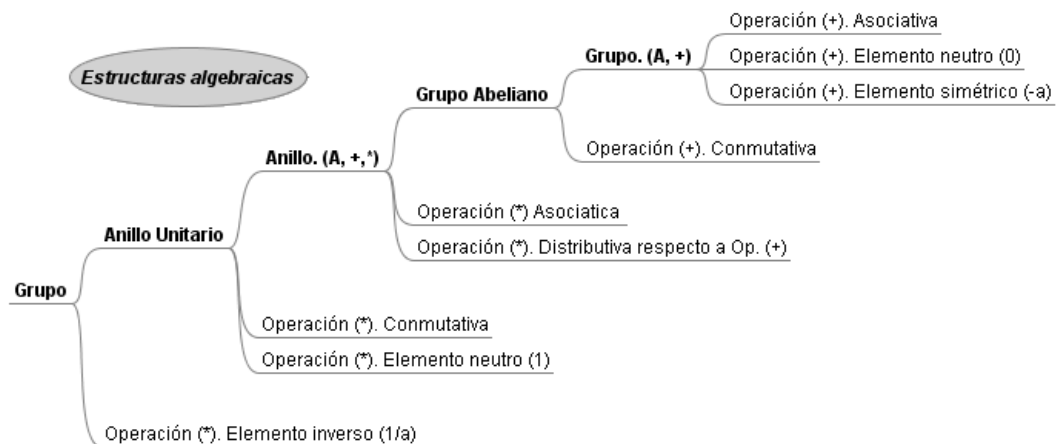 Operación (+). Asociativa
Estructuras algebraicas
Grupo. (A, +)
Operación (+). Elemento neutro (0)
Grupo Abeliano
Operación (+). Elemento simétrico (-a)
Operación (+). Conmutativa
Anillo. (A, +,*)
Operación (*) Asociatica
Anillo Unitario
Operación (*). Distributiva respecto a Op. (+)
Grupo
Operación (*). Conmutativa
Operación (*). Elemento neutro (1)
Operación (*). Elemento inverso (1/a)